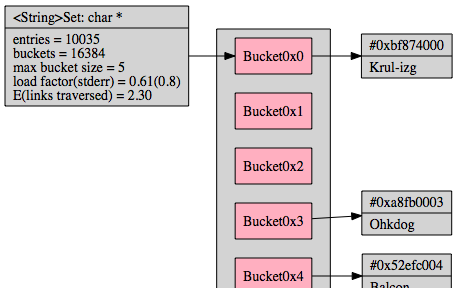 <String>Set: char *
entries = 10035
buckets = 16384
max bucket size = 5
load factor(stderr) = 0.61(0.8)
E(links traversed) = 2.30
Bucket0x0
#0xbf874000
Krul-izg
Bucket0x1
Bucket0x2
Bucket0x3
#0xa8fb0003
Ohkdog
Bucket0x4
#0x52efc004
Balcon